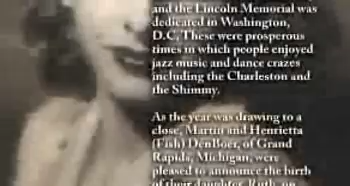 and the Lincoln Memorial was
dedicated in Washington,
D.C. These were prosperous
times in which people enjoyed
jazz music and dance crazes
including the Charleston and
the Shimmy.
As the year was drawing to a
close, Martin and Henrietta
(Fish) DenBoer, of Grand
Rapids, Michigan, were
pleased to announce the birth
of their daughter, Ruth, on